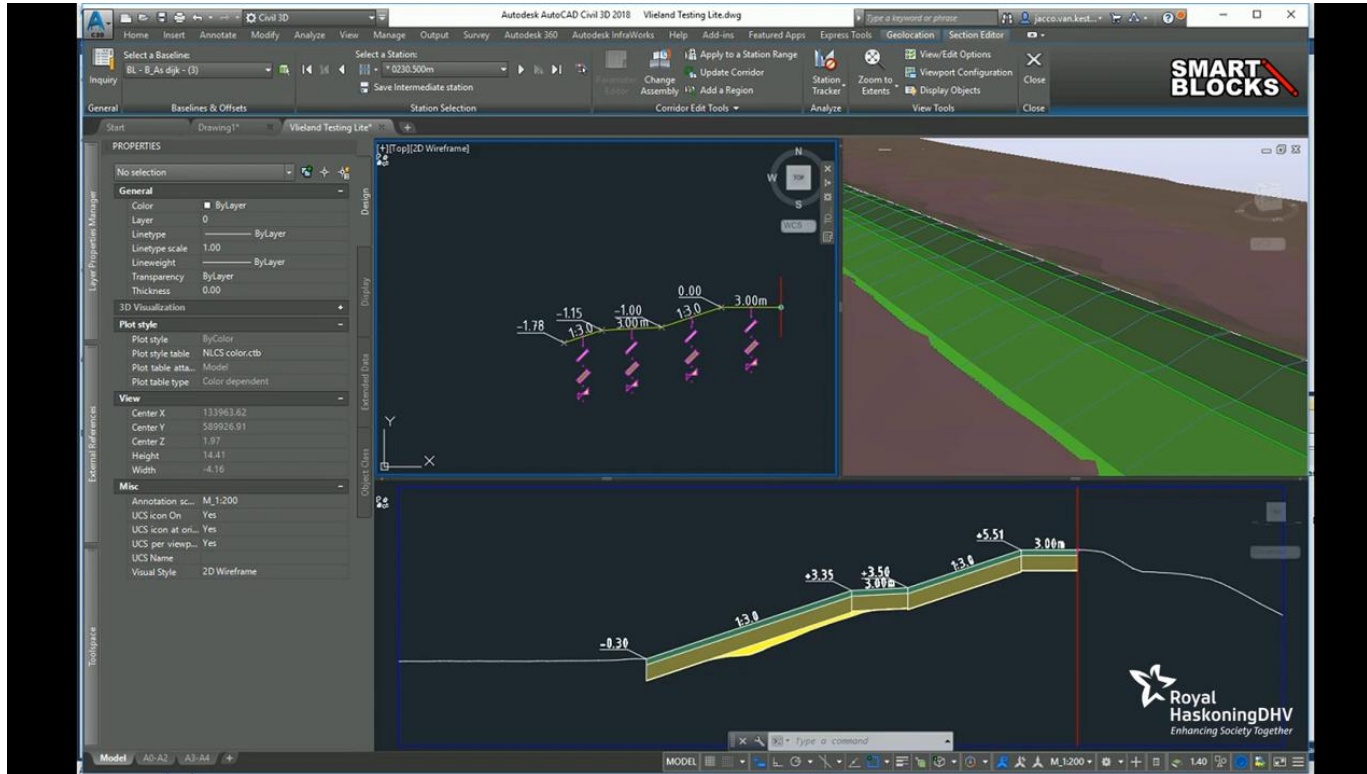 Civil 3D
Autodesk AutoCAD Civil 3D 2018 Vlieland Testing Lite.dwg
Type a keyword or phrase
jacco.van.kest...
C3D
Home Insert Annotate Modify Analyze View Manage Output Survey Autodesk 360 Autodesk InfraWorks Help Add-ins Featured Apps Express Tools Geolocation Section Editor
Inquiry
Select a Baseline:
BL - B_As dijk - (3)
Select a Station:
* 0230.500m
Save Intermediate station
Parameter
Editor
Change
Assembly
Apply to a Station Range
Update Corridor
Add a Region
Station
Tracker
Zoom to
Extents
View/Edit Options
Viewport Configuration
Display Objects
Close
General Baselines & Offsets Station Selection Corridor Edit Tools Analyze View Tools Close
SMART
BLOCKS
Start Drawing1* Vlieland Testing Lite*
PROPERTIES
No selection
General
Color ByLayer
Layer 0
Linetype ByLayer
Linetype scale 1.00
Lineweight ByLayer
Transparency ByLayer
Thickness 0.00
3D Visualization
Plot style
Plot style ByColor
Plot style table NLCS color.ctb
Plot table atta... Model
Plot table type Color dependent
View
Center X 133963.62
Center Y 589926.91
Center Z 1.97
Height 14.41
Width -4.16
Misc
Annotation sc... M_1:200
UCS icon On Yes
UCS icon at ori... Yes
UCS per viewp... Yes
UCS Name
Visual Style 2D Wireframe
Layer Properties Manager
External References
Toolspace
Design
Display
Extended Data
Object Class
[+][Top][2D Wireframe]
N
W TOP
S
WCS
-1.78 1:3.0 -1.15 -1.00 3.00m 1:3.0 0.00 3.00m
Y
X
-0.30 1:3.0 +3.35 +3.50 3.00m 1:3.0 +5.51 3.00m
Royal
HaskoningDHV
Enhancing Society Together
Type a command
Model A0-A2 A3-A4 +
MODEL M_1:200 1.40